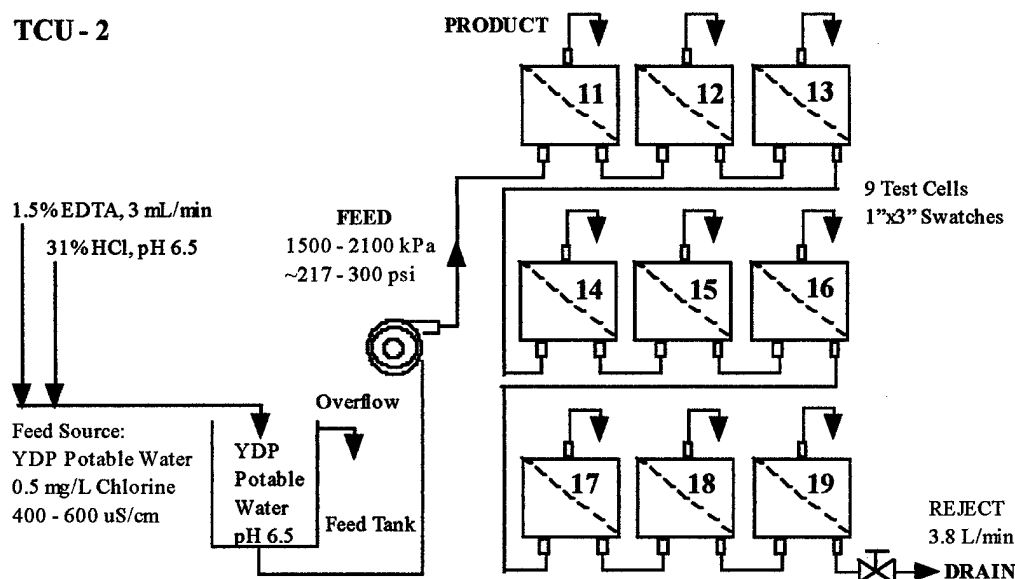 TCU - 2
PRODUCT
11
12
13
9 Test Cells
1”x3” Swatches
1.5% EDTA, 3 mL/min
31% HCl, pH 6.5
FEED
1500 - 2100 kPa
~217 - 300 psi
14
15
16
Overflow
Feed Source:
YDP Potable Water
0.5 mg/L Chlorine
400 - 600 uS/cm
YDP
Potable
Water
pH 6.5
Feed Tank
17
18
19
REJECT
3.8 L/min
DRAIN